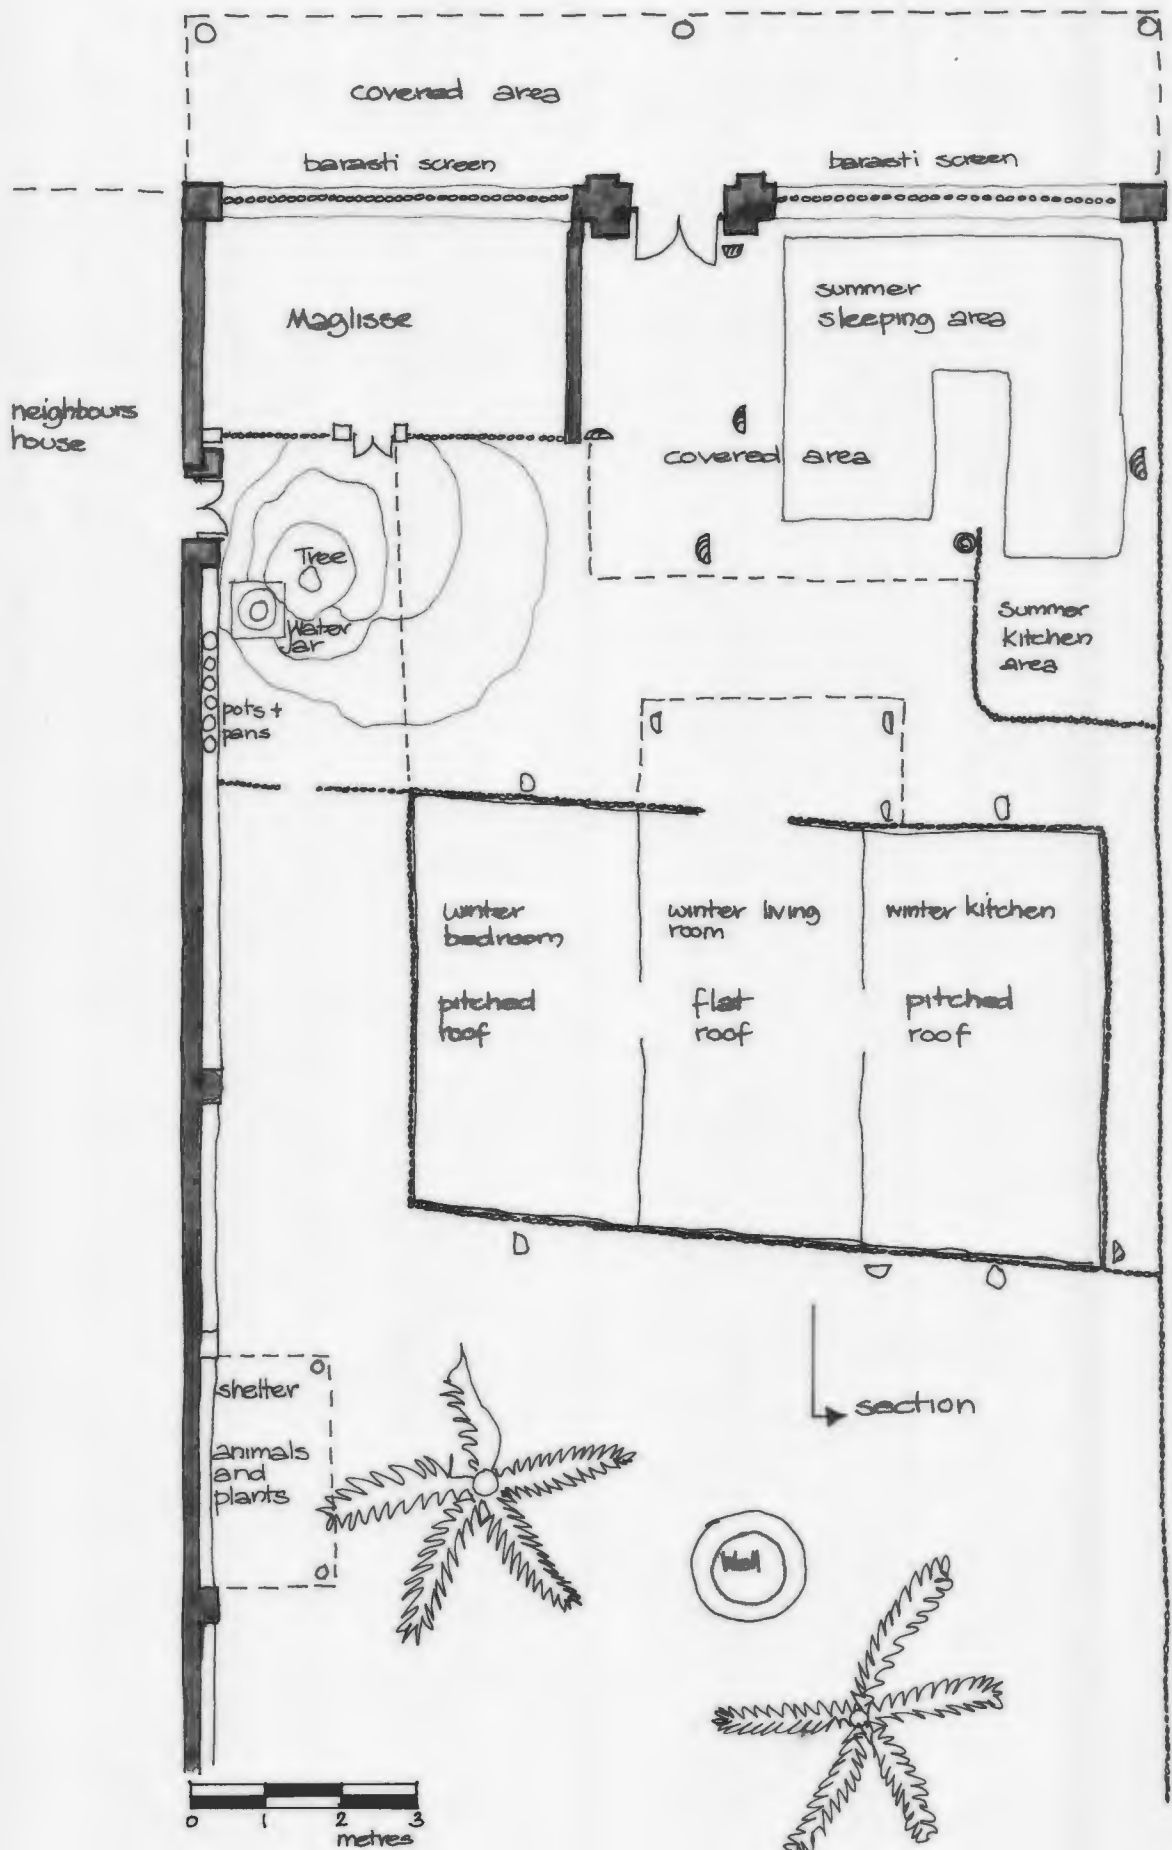 covered area
barasti screen
barasti screen
Maglisse
summer
sleeping area
neighbours
house
covered area
Tree
Water
Jar
summer
kitchen
area
pots +
pans
winter
bedroom
pitched
roof
winter living
room
flat
roof
winter kitchen
pitched
roof
shelter
animals
and
plants
section
Well
0 1 2 3
metres